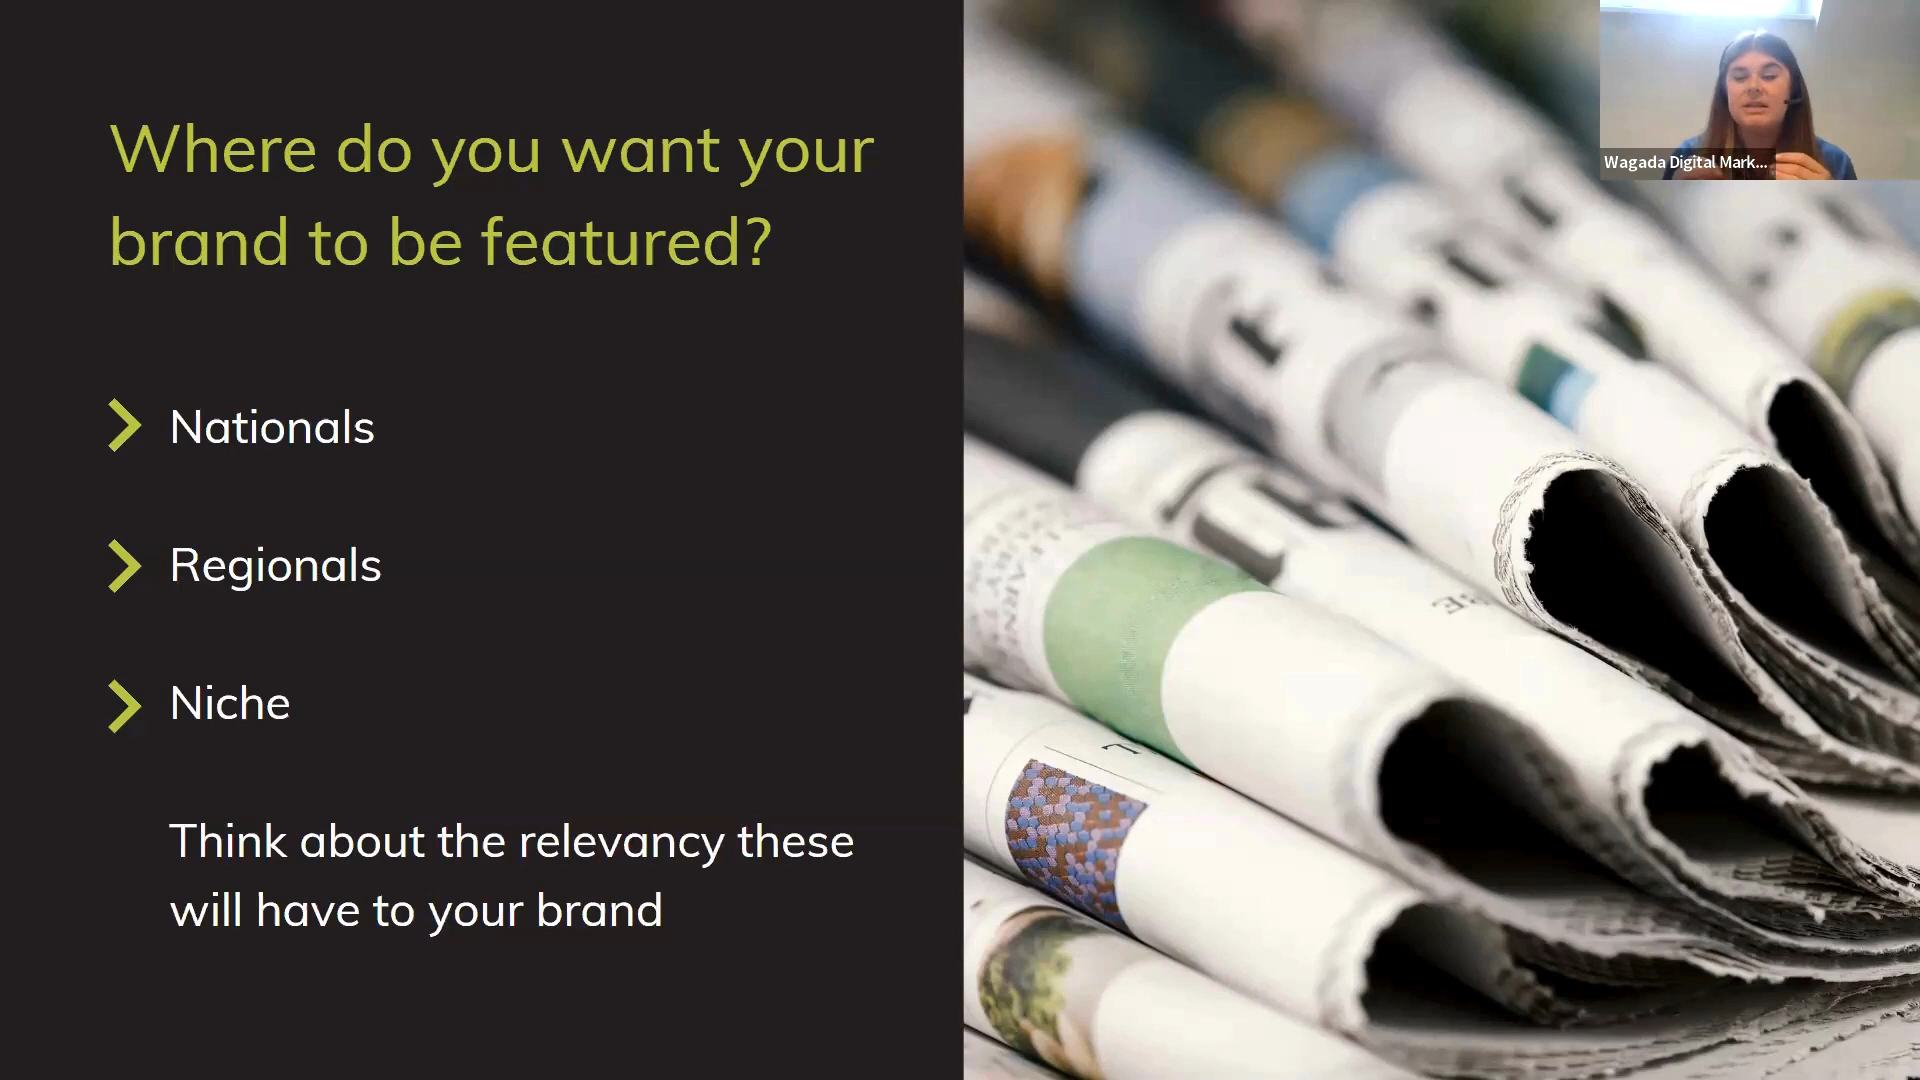 Where do you want your
brand to be featured?
Nationals
Regionals
Niche
Think about the relevancy these
will have to your brand
Wagada Digital Mark...